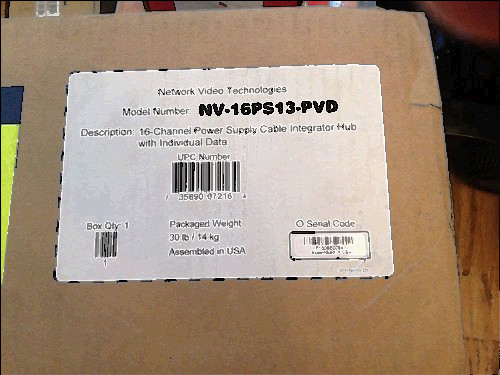 Network Video Technologies
Model Number: NV-16PS13-PVD
Description: 16-Channel Power Supply Cable Integrator Hub
with Individual Data
UPC Number
7 35690 07216 4
Box Qty: 1
Packaged Weight
Serial Code
30 lb / 14 kg
1
Assembled in USA